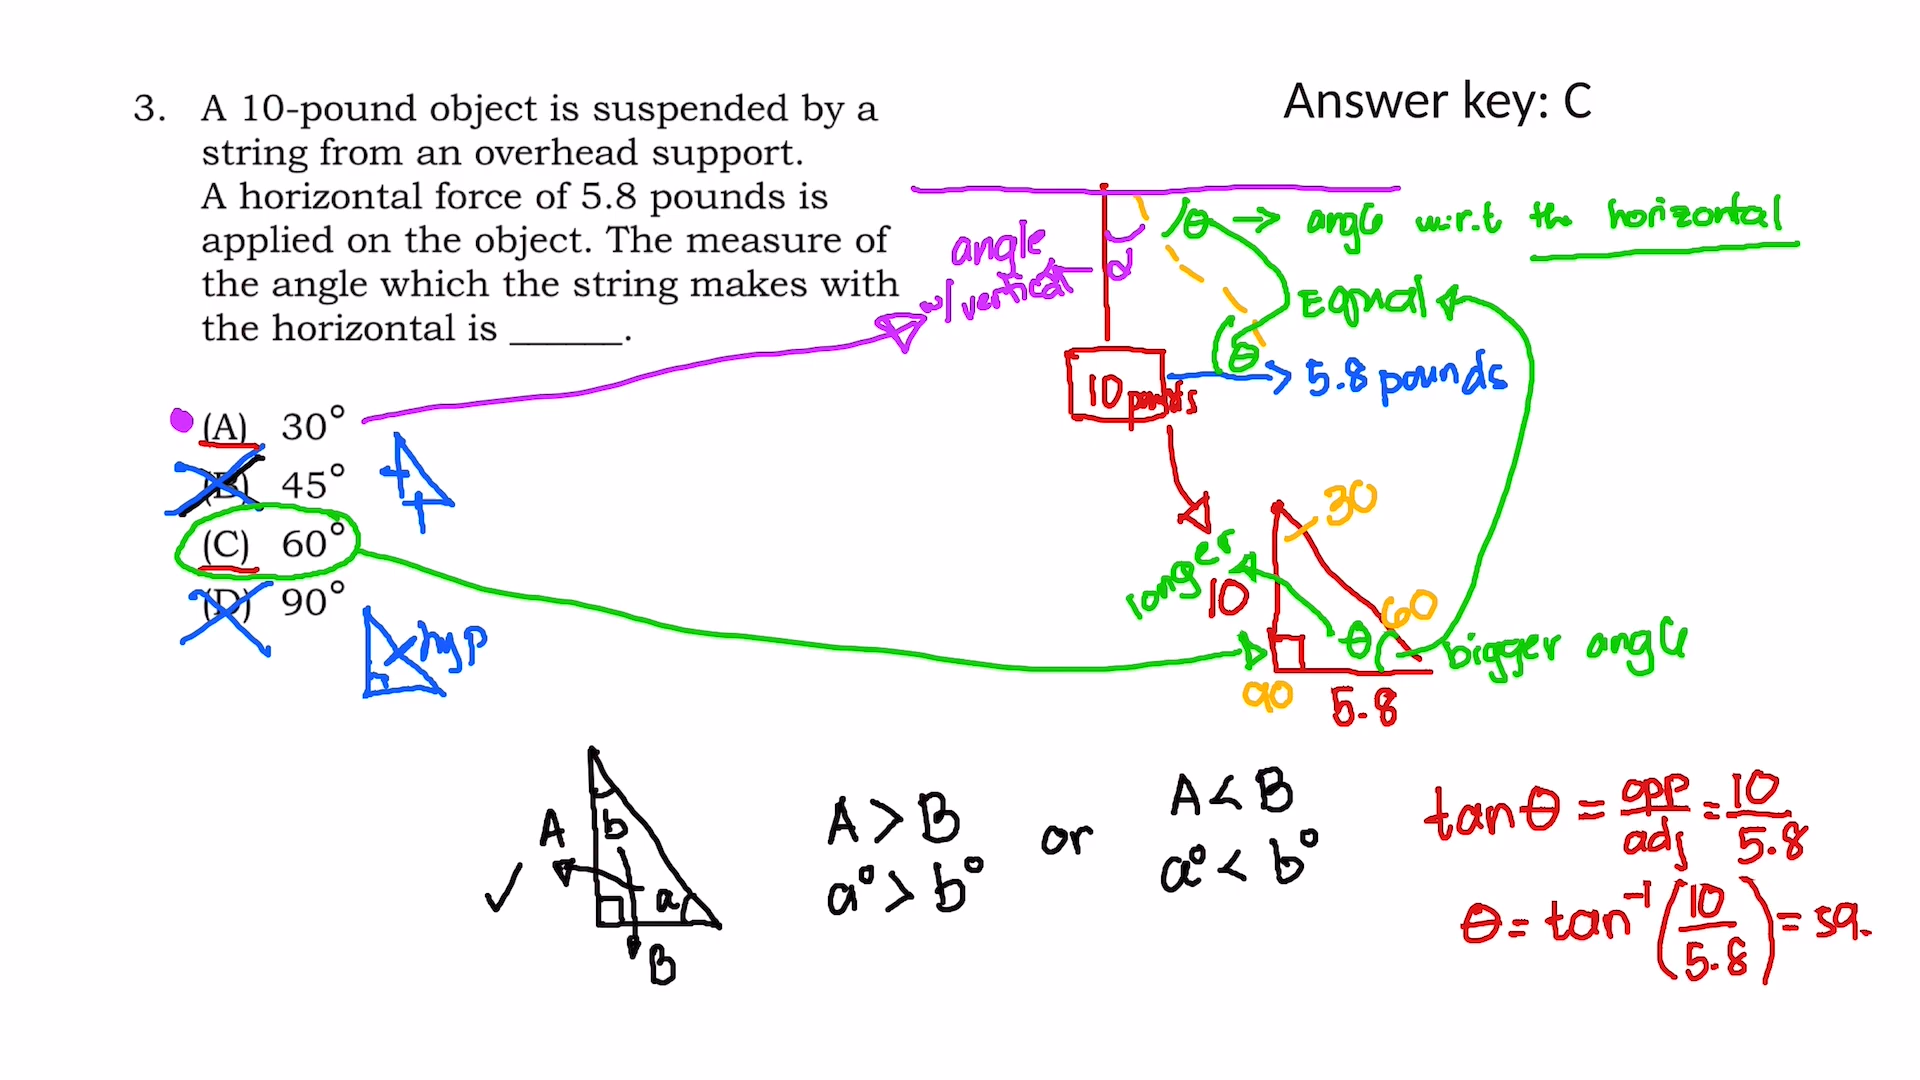 3. A 10-pound object is suspended by a
string from an overhead support.
A horizontal force of 5.8 pounds is
applied on the object. The measure of
the angle which the string makes with
the horizontal is ______.
(A) 30°
(B) 45°
(C) 60°
(D) 90°
hyp
Answer key: C
θ → angle w.r.t the horizontal
angle
w/ vertical
α
Equal
θ
5.8 pounds
10 pounds
30
longer
10
60
θ
bigger angle
90
5.8
A
b
a
B
A > B
a° > b°
or
A < B
a° < b°
tanθ = opp/adj = 10/5.8
θ = tan⁻¹(10/5.8) = 59.